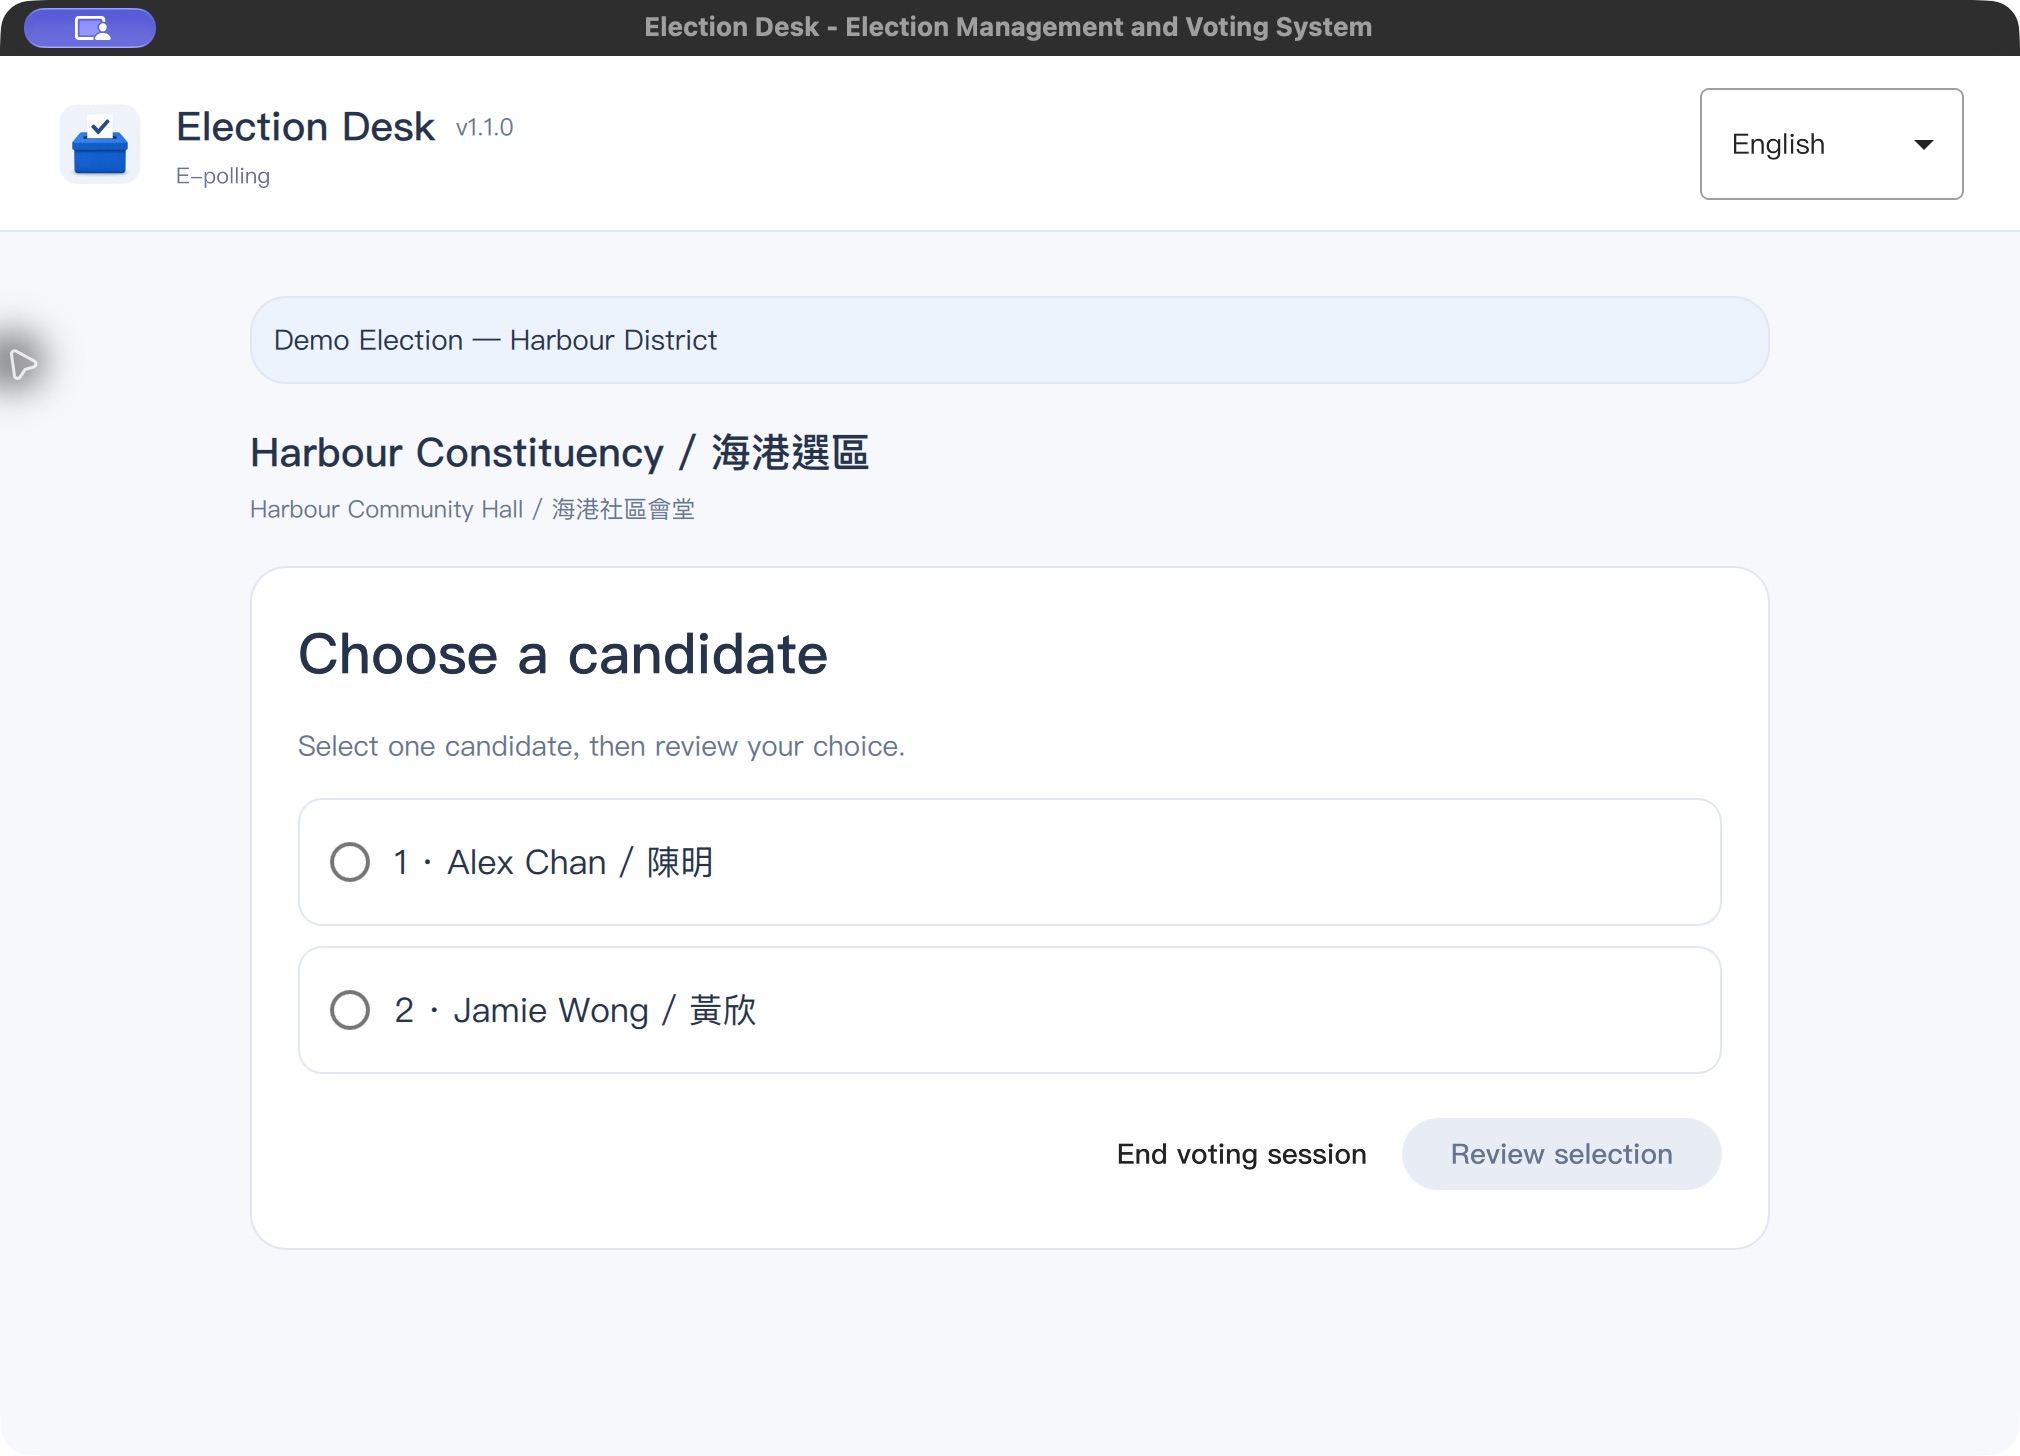 Election Desk - Election Management and Voting System
Election Desk v1.1.0
E-polling
English
Demo Election — Harbour District
Harbour Constituency / 海港選區
Harbour Community Hall / 海港社區會堂
Choose a candidate
Select one candidate, then review your choice.
1 · Alex Chan / 陳明
2 · Jamie Wong / 黃欣
End voting session
Review selection